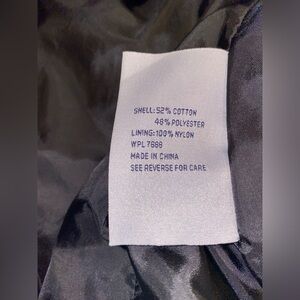 SHELL:52% COTTON
48% POLYESTER
LINING:100% NYLON
WPL 7888
MADE IN CHINA
SEE REVERSE FOR CARE